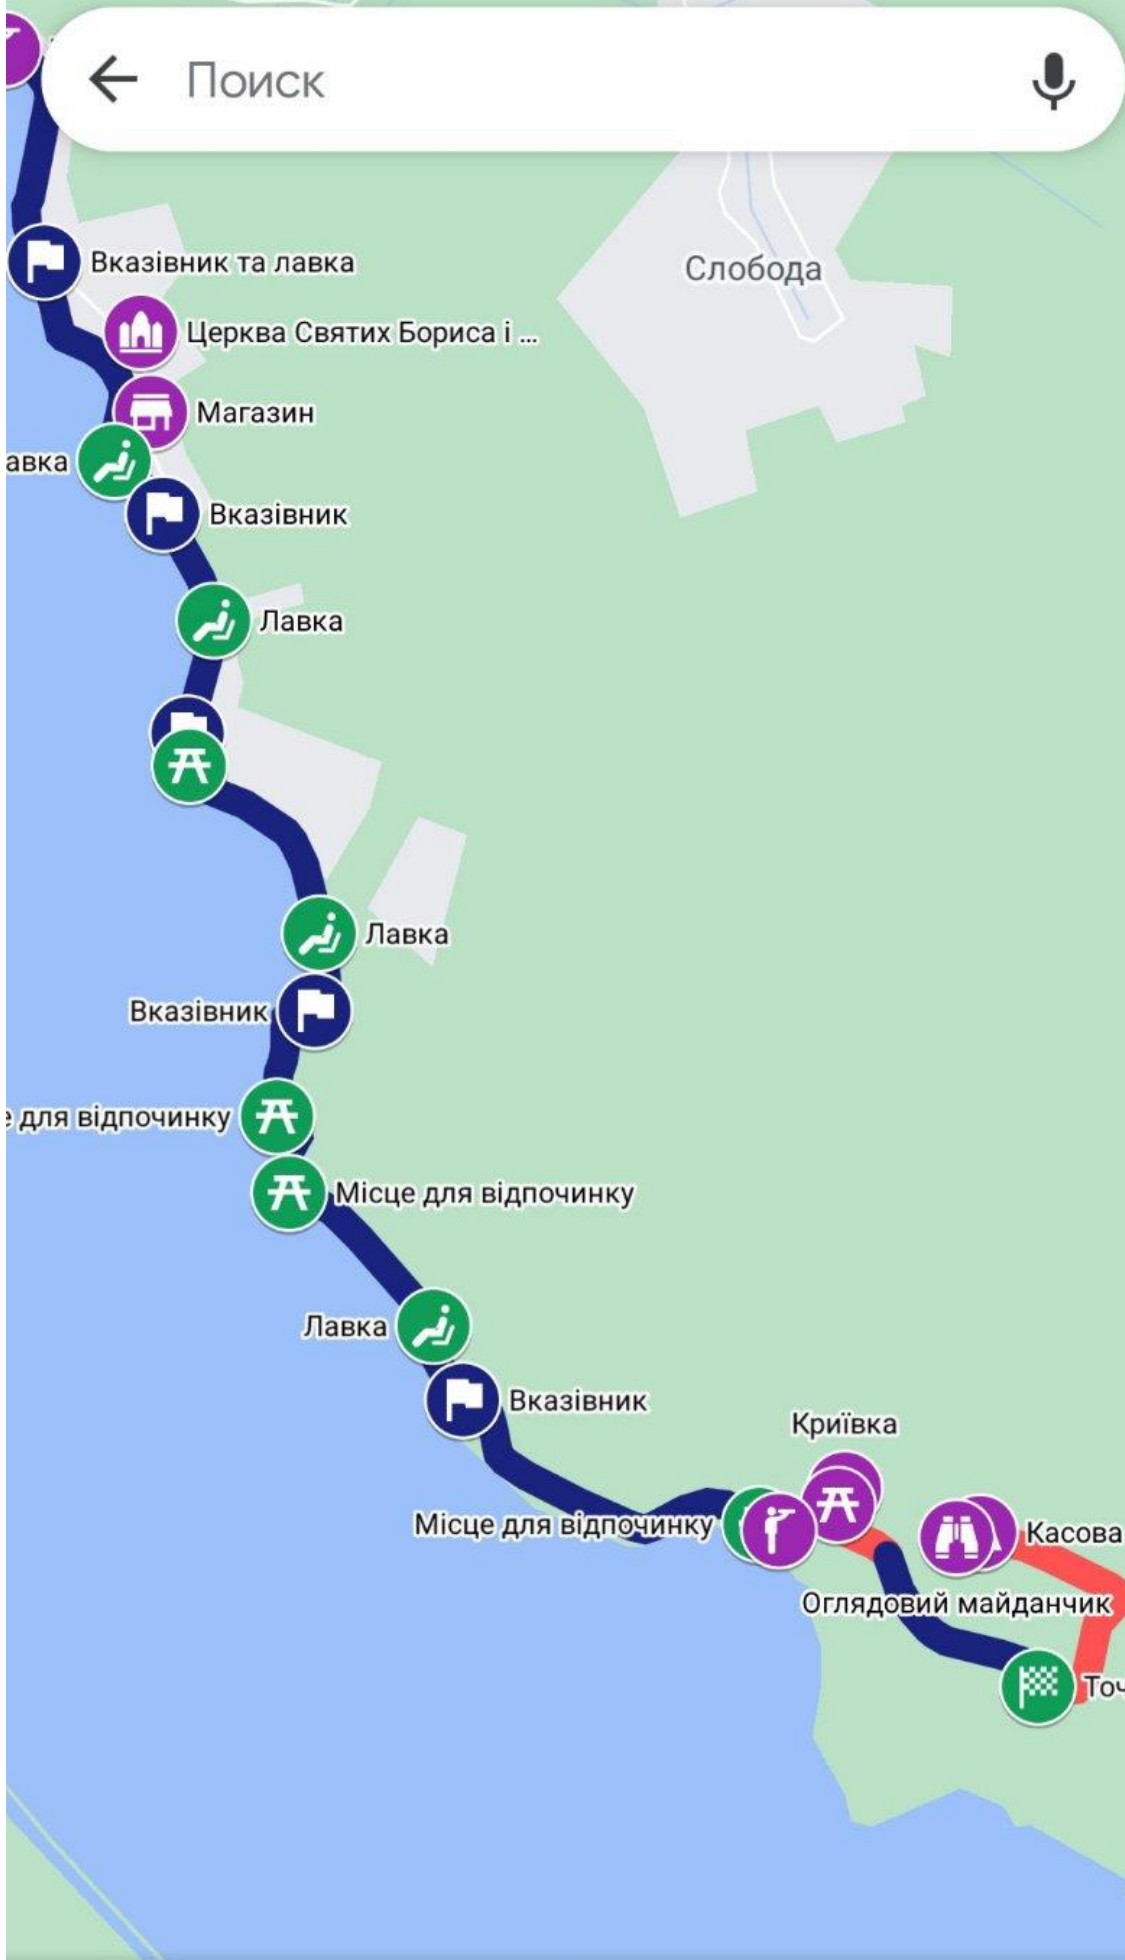 Поиск
Вказівник та лавка
Слобода
Церква Святих Бориса і ...
Магазин
авка
Вказівник
Лавка
Лавка
Вказівник
для відпочинку
Місце для відпочинку
Лавка
Вказівник
Криївка
Місце для відпочинку
Касова
Оглядовий майданчик
Точ